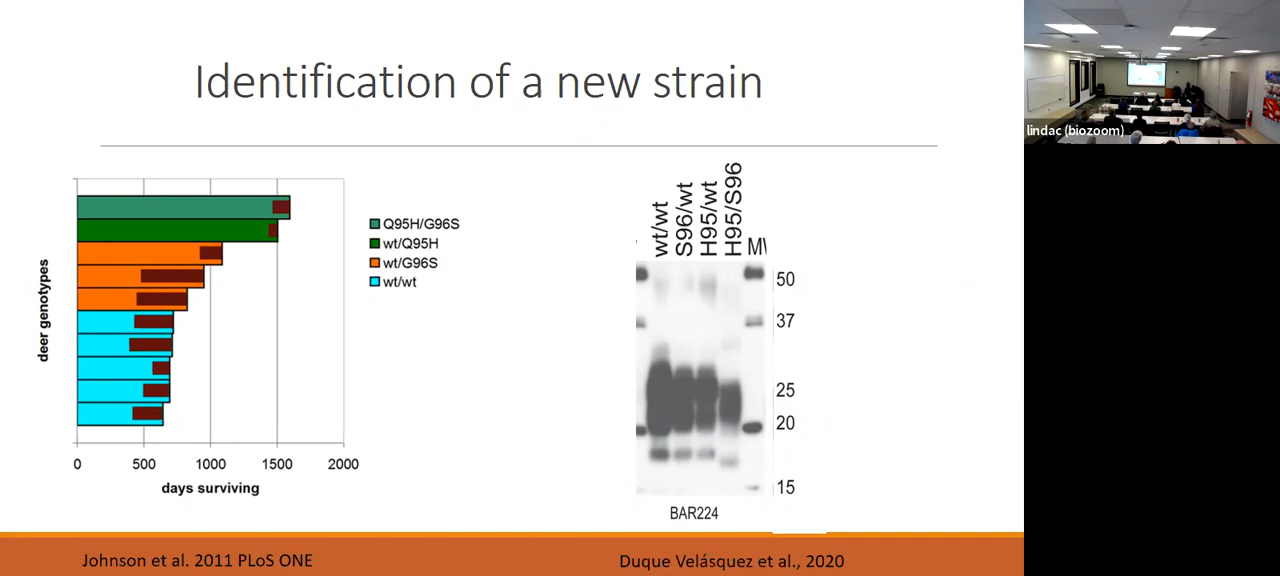 Identification of a new strain
deer genotypes
Q95H/G96S
wt/Q95H
wt/G96S
wt/wt
0 500 1000 1500 2000
days surviving
wt/wt
S96/wt
H95/wt
H95/S96
50
37
25
20
15
BAR224
Johnson et al. 2011 PLoS ONE
Duque Velásquez et al., 2020
lindac (biozoom)